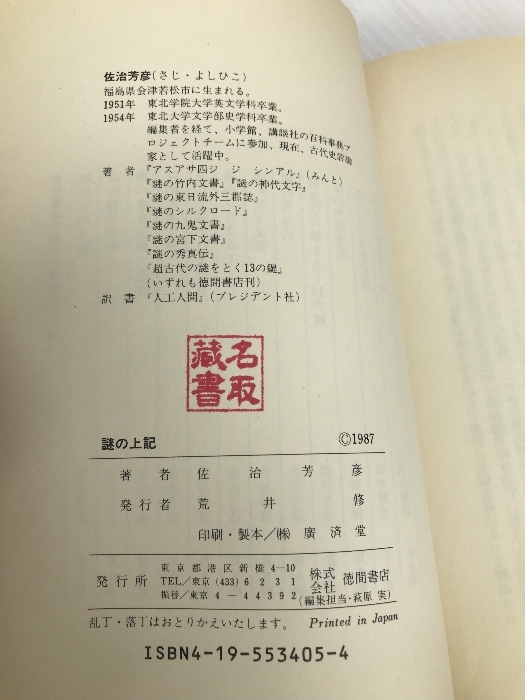 佐治芳彦(さじ・よしひこ)
福島県会津若松市に生まれる。
1951年 東北学院大学英文学科卒業。
1954年 東北大学文学部史学科卒業。
編集者を経て、小学館、講談社の百科事典プ
ロジェクトチームに参加、現在、古代史評論
家として活躍中。
著者 『アスアサ四ジ ジ シンアル』(みんと)
『謎の竹内文書』『謎の神代文字』
『謎の東日流外三郡誌』
『謎のシルクロード』
『謎の九鬼文書』
『謎の宮下文書』
『謎の秀真伝』
『超古代の謎をとく13の鍵』
(いずれも徳間書店刊)
訳書 『人工人間』(プレジデント社)
名取
蔵書
謎の上記 ©1987
著者 佐治芳彦
発行者 荒井修
印刷・製本/㈱廣済堂
発行所
東京都港区新橋4-10
TEL/東京(433)6231
振替/東京4-44392
株式会社 徳間書店
(編集担当・萩原 実)
乱丁・落丁はおとりかえいたします。 Printed in Japan
ISBN4-19-553405-4